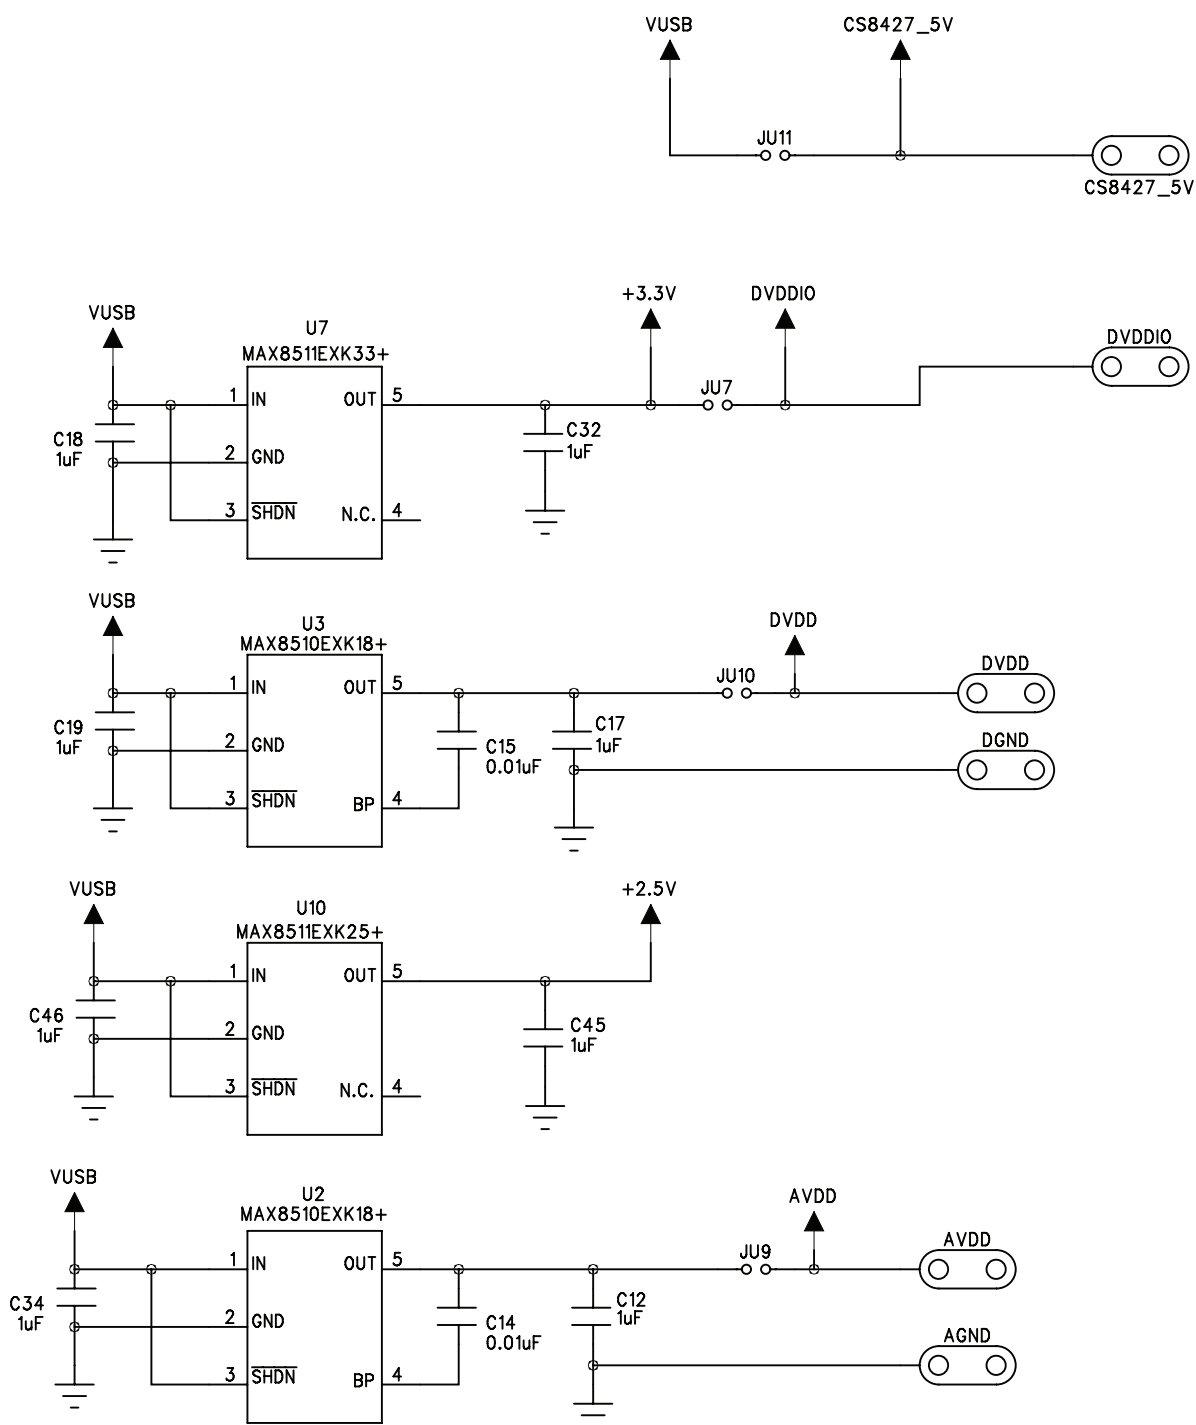 VUSB
CS8427_5V
JU11
CS8427_5V
VUSB
U7
MAX8511EXK33+
1 IN
OUT 5
2 GND
3 SHDN
N.C. 4
C18
1uF
C32
1uF
+3.3V
JU7
DVDDIO
DVDDIO
VUSB
U3
MAX8510EXK18+
1 IN
OUT 5
2 GND
3 SHDN
BP 4
C19
1uF
C15
0.01uF
C17
1uF
JU10
DVDD
DVDD
DGND
VUSB
U10
MAX8511EXK25+
1 IN
OUT 5
2 GND
3 SHDN
N.C. 4
C46
1uF
C45
1uF
+2.5V
VUSB
U2
MAX8510EXK18+
1 IN
OUT 5
2 GND
3 SHDN
BP 4
C34
1uF
C14
0.01uF
C12
1uF
JU9
AVDD
AVDD
AGND